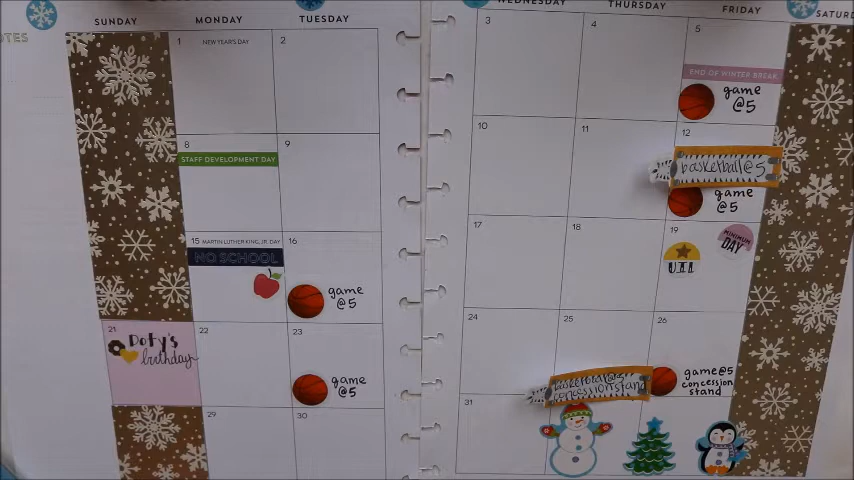 SUNDAY MONDAY TUESDAY WEDNESDAY THURSDAY FRIDAY
NOTES
1 NEW YEAR'S DAY
2
3
4
5
END OF WINTER BREAK
game
@5
8
STAFF DEVELOPMENT DAY
9
10
11
12
basketball@5
game
@5
15 MARTIN LUTHER KING, JR. DAY
NO SCHOOL
16
game
@5
17
18
19
UIL
MINIMUM
DAY
21
DoFy's
birthday
22
23
game
@5
24
25
26
game@5
concession
stand
basketball@5
concession stand
29
30
31